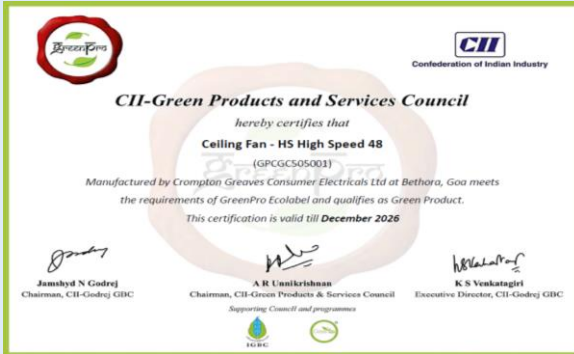 GreenPro
CII
Confederation of Indian Industry
CII-Green Products and Services Council
hereby certifies that
Ceiling Fan - HS High Speed 48
(GPCGC505001)
Manufactured by Crompton Greaves Consumer Electricals Ltd at Bethora, Goa meets
the requirements of GreenPro Ecolabel and qualifies as Green Product.
This certification is valid till December 2026
Jamshyd N Godrej
Chairman, CII-Godrej GBC
A R Unnikrishnan
Chairman, CII-Green Products & Services Council
K S Venkatagiri
Executive Director, CII-Godrej GBC
Supporting Council and programmes
IGBC